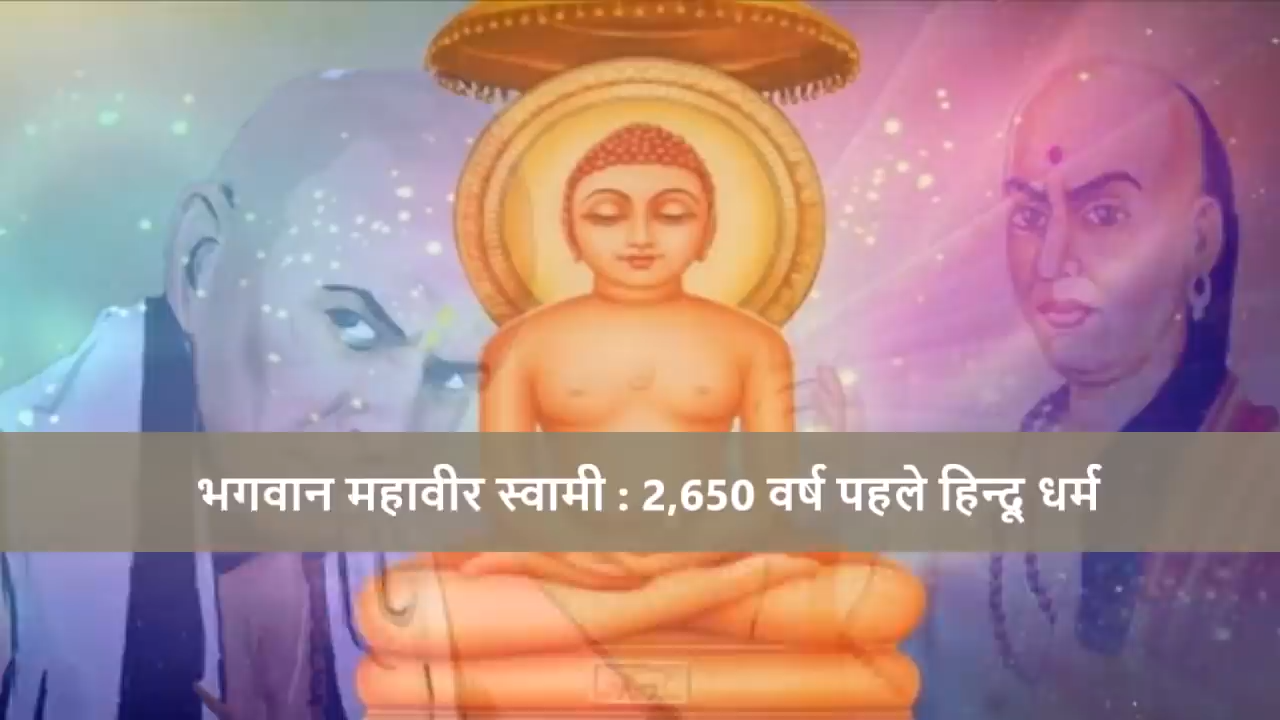 भगवान महावीर स्वामी : 2,650 वर्ष पहले हिन्दू धर्म